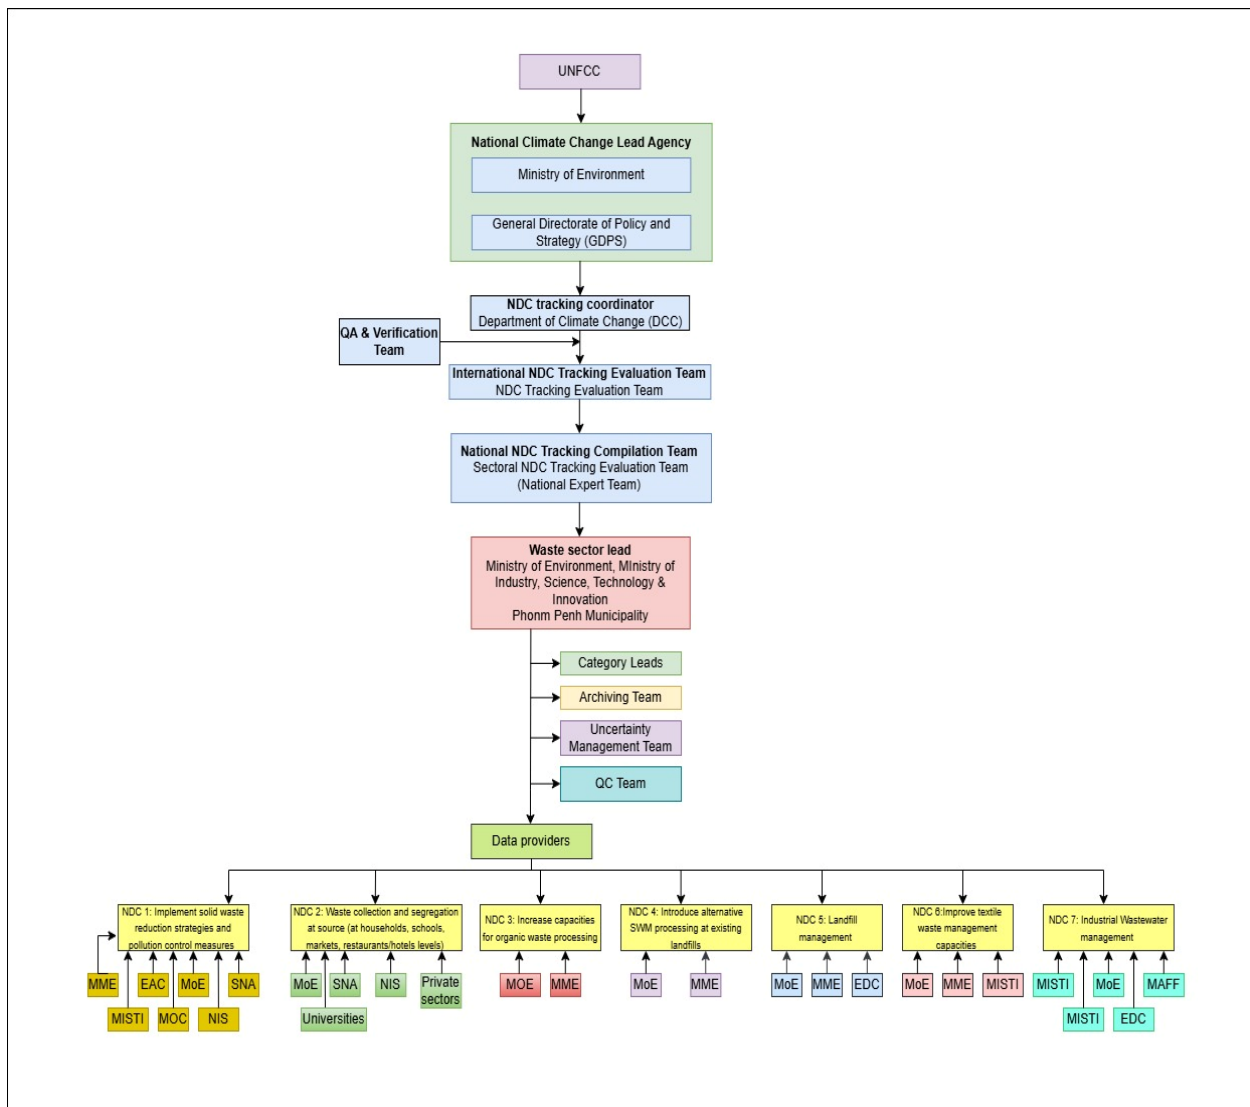 UNFCC
National Climate Change Lead Agency
Ministry of Environment
General Directorate of Policy and
Strategy (GDPS)
NDC tracking coordinator
Department of Climate Change (DCC)
QA & Verification
Team
International NDC Tracking Evaluation Team
NDC Tracking Evaluation Team
National NDC Tracking Compilation Team
Sectoral NDC Tracking Evaluation Team
(National Expert Team)
Waste sector lead
Ministry of Environment, MInistry of
Industry, Science, Technology &
Innovation
Phonm Penh Municipality
Category Leads
Archiving Team
Uncertainty
Management Team
QC Team
Data providers
NDC 1: Implement solid waste
reduction strategies and
pollution control measures
MME
EAC
MoE
SNA
MISTI
MOC
NIS
NDC 2: Waste collection and segregation
at source (at households, schools,
markets, restaurants/hotels levels)
MoE
SNA
NIS
Private
sectors
Universities
NDC 3: Increase capacities
for organic waste processing
MOE
MME
NDC 4: Introduce alternative
SWM processing at existing
landfills
MoE
MME
NDC 5: Landfill
management
MoE
MME
EDC
NDC 6:Improve textile
waste management
capacities
MoE
MME
MISTI
NDC 7: Industrial Wastewater
management
MISTI
MoE
MAFF
MISTI
EDC